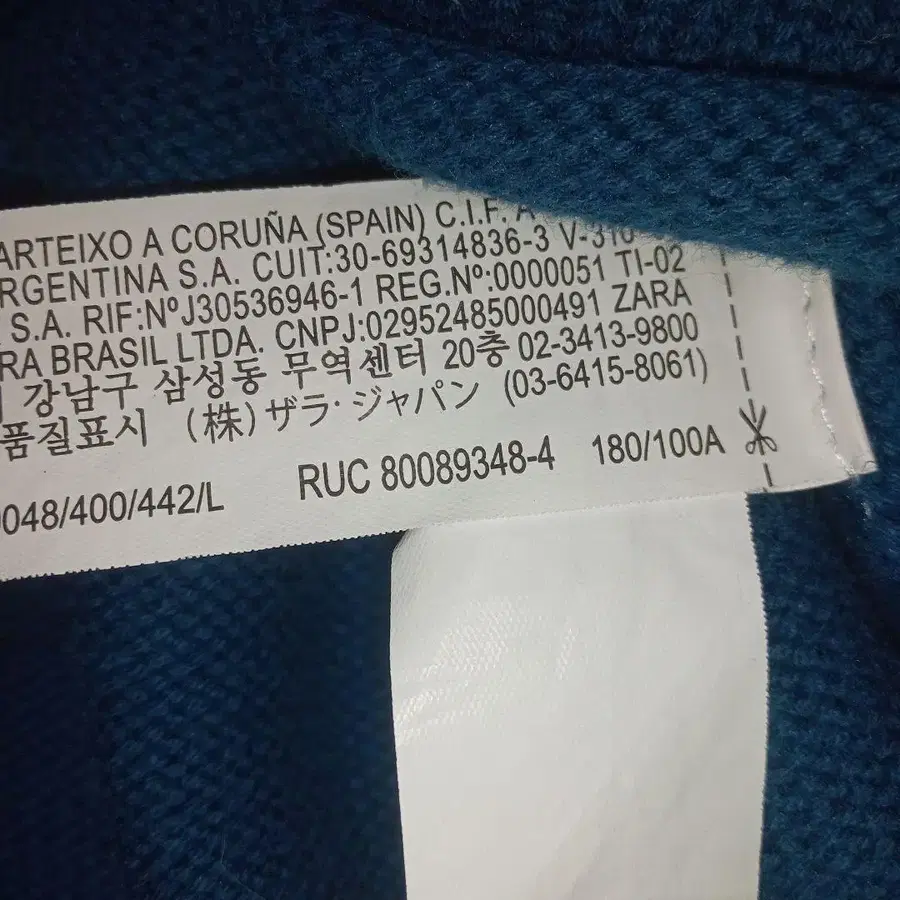 ARTEIXO A CORUÑA (SPAIN) C.I.F. A
RGENTINA S.A. CUIT:30-69314836-3 V-310
S.A. RIF:NºJ30536946-1 REG.Nº:0000051 TI-02
RA BRASIL LTDA. CNPJ:02952485000491 ZARA
강남구 삼성동 무역센터 20층 02-3413-9800
품질표시 (株)ザラ・ジャパン (03-6415-8061)
0048/400/442/L RUC 80089348-4 180/100A